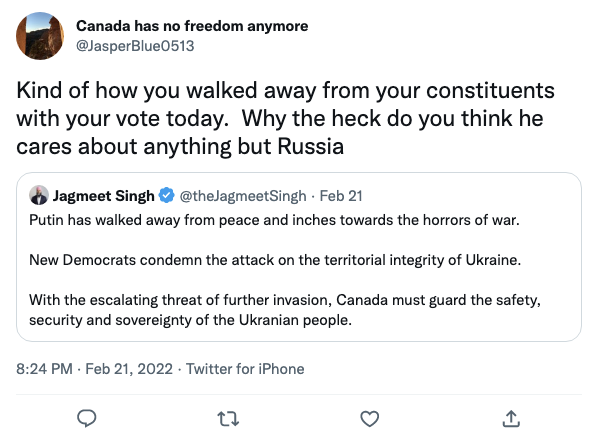 Canada has no freedom anymore
@JasperBlue0513
Kind of how you walked away from your constituents
with your vote today.  Why the heck do you think he
cares about anything but Russia
Jagmeet Singh @theJagmeetSingh · Feb 21
Putin has walked away from peace and inches towards the horrors of war.
New Democrats condemn the attack on the territorial integrity of Ukraine.
With the escalating threat of further invasion, Canada must guard the safety,
security and sovereignty of the Ukranian people.
8:24 PM · Feb 21, 2022 · Twitter for iPhone